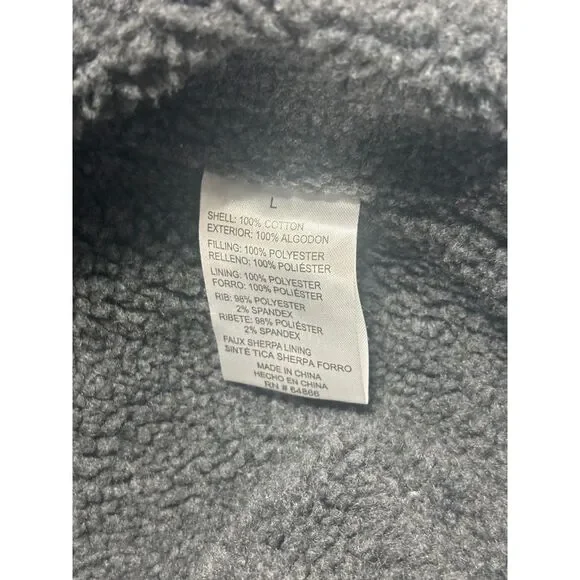 L
SHELL: 100% COTTON
EXTERIOR: 100% ALGODON
FILLING: 100% POLYESTER
RELLENO: 100% POLIÉSTER
LINING: 100% POLYESTER
FORRO: 100% POLIÉSTER
RIB: 98% POLYESTER
2% SPANDEX
RIBETE: 98% POLIÉSTER
2% SPANDEX
FAUX SHERPA LINING
SINTÉ TICA SHERPA FORRO
MADE IN CHINA
HECHO EN CHINA
RN # 64866